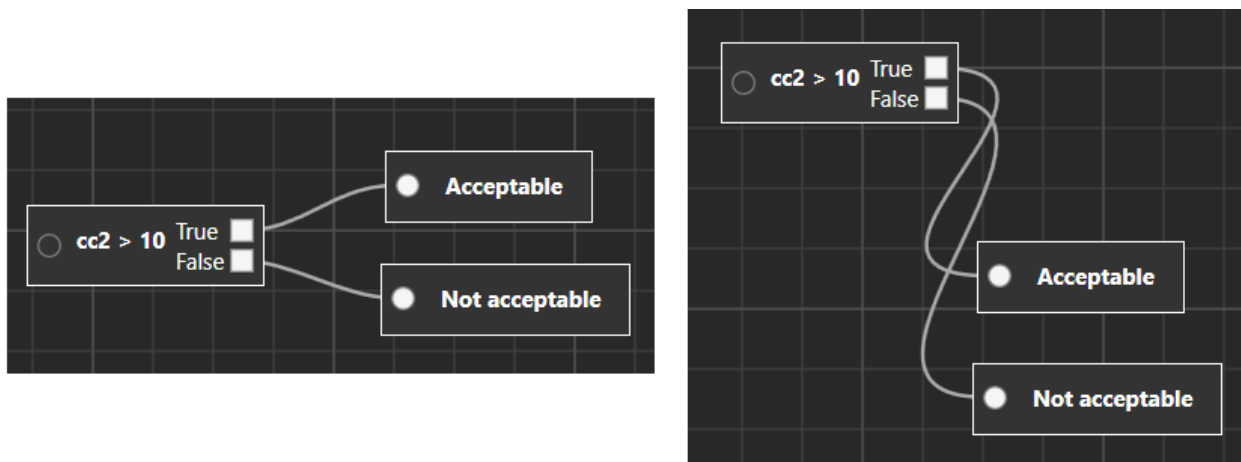 cc2 > 10 True
False
Acceptable
Not acceptable
cc2 > 10 True
False
Acceptable
Not acceptable